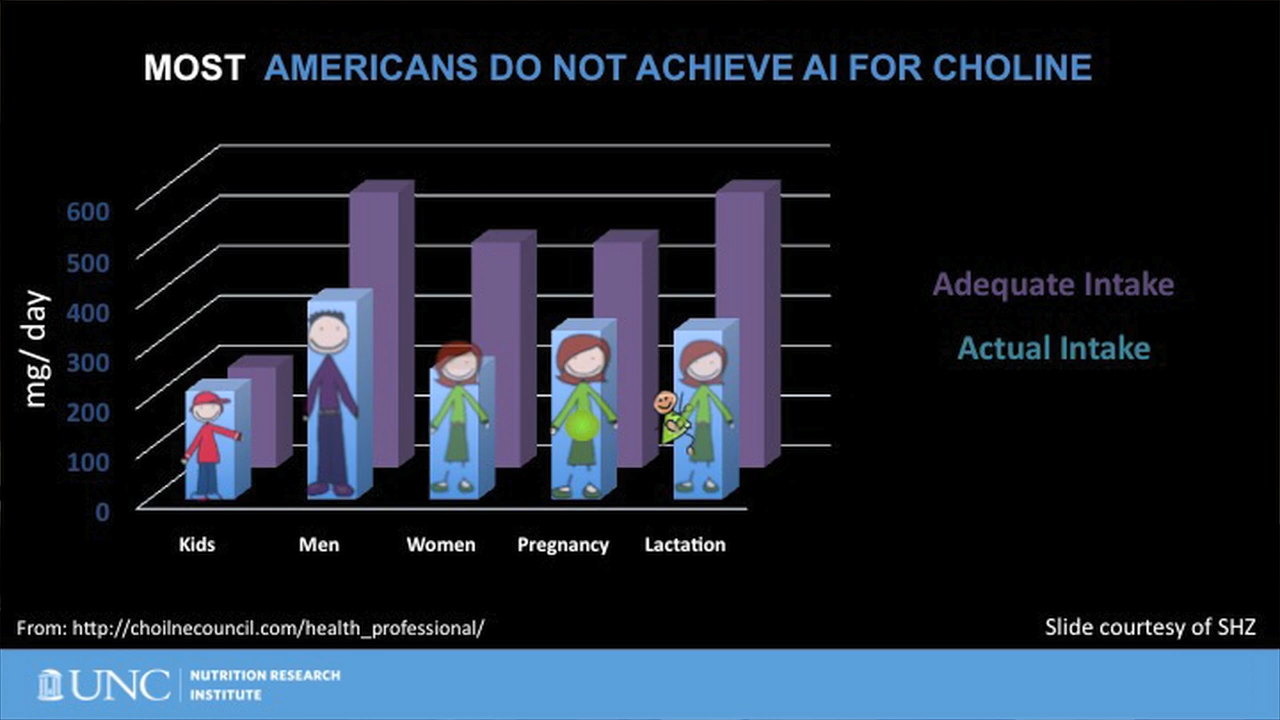 MOST AMERICANS DO NOT ACHIEVE AI FOR CHOLINE
600
500
400
300
200
100
0
mg/ day
Kids Men Women Pregnancy Lactation
Adequate Intake
Actual Intake
From: http://choilnecouncil.com/health_professional/
Slide courtesy of SHZ
UNC
NUTRITION RESEARCH
INSTITUTE